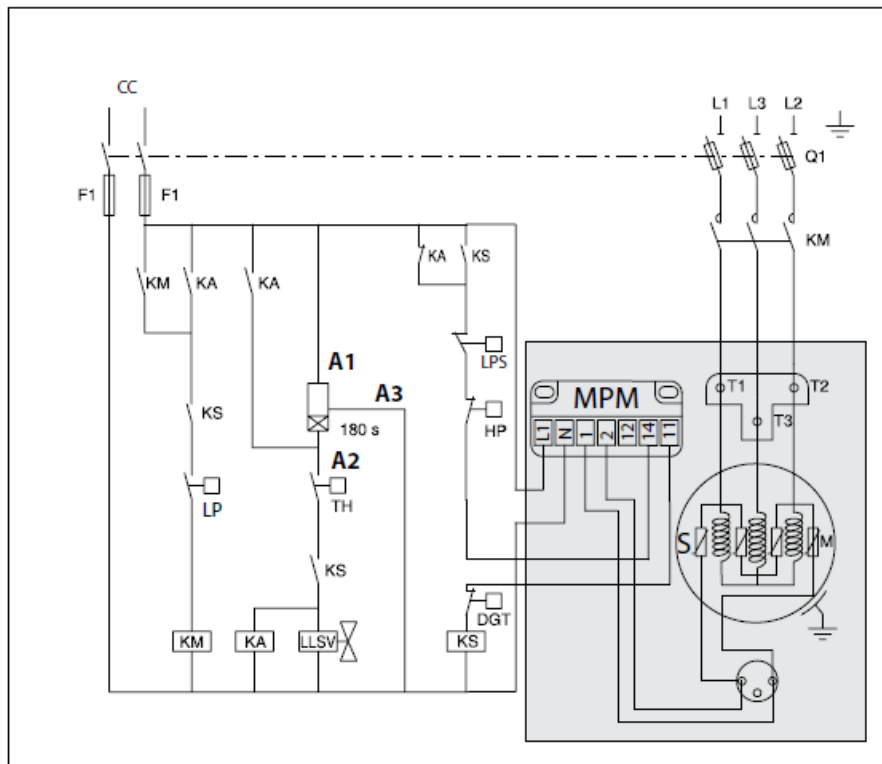 CC
L1 L3 L2
F1 F1
Q1
KM
KM KA KA KA KS
LPS
A1
A3
MPM
T1 T2
T3
180 s
HP
L1 N 1 2 12 14 11
KS
A2
LP
TH
S M
KS
DGT
KM KA LLSV KS